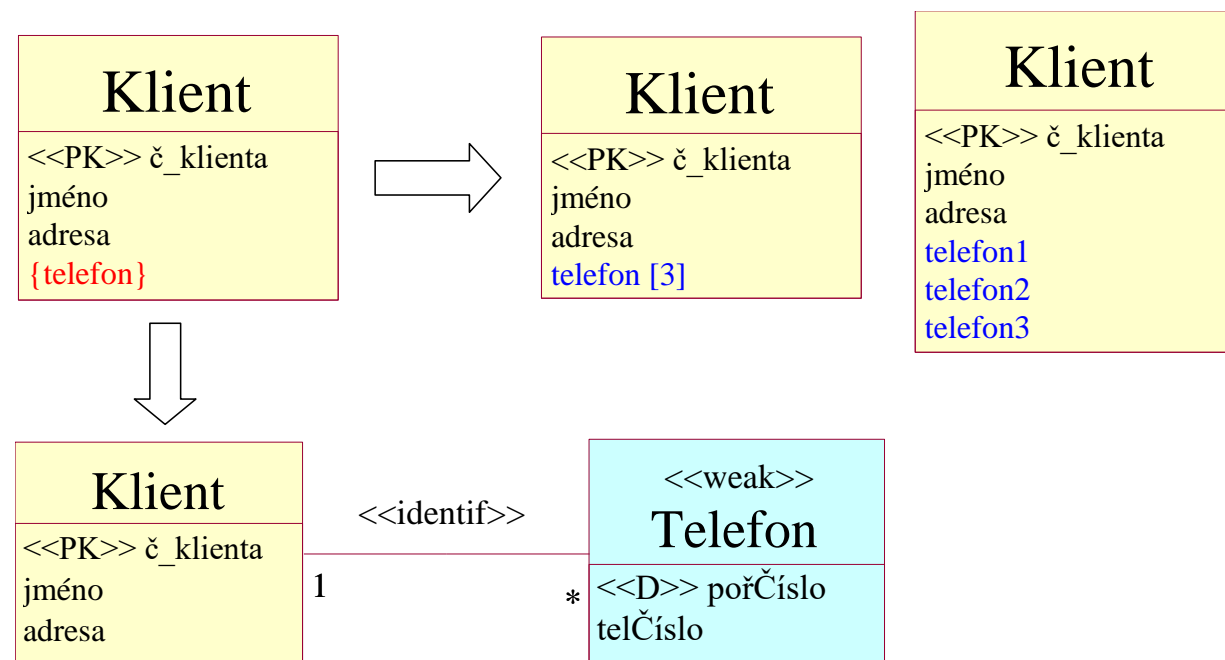 Klient
<<PK>> č_klienta
jméno
adresa
{telefon}
Klient
<<PK>> č_klienta
jméno
adresa
telefon [3]
Klient
<<PK>> č_klienta
jméno
adresa
telefon1
telefon2
telefon3
Klient
<<PK>> č_klienta
jméno
adresa
<<identif>>
1
*
<<weak>>
Telefon
<<D>> pořČíslo
telČíslo